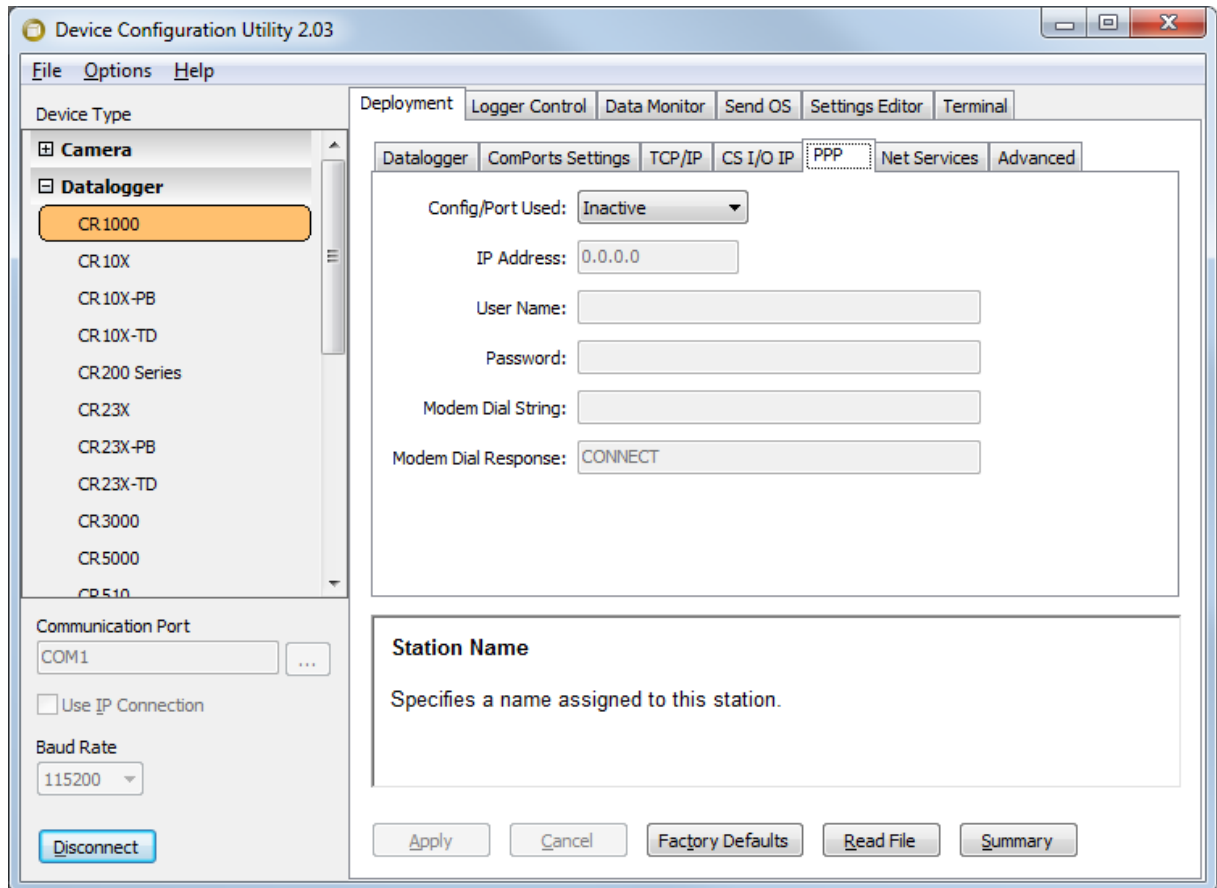 Device Configuration Utility 2.03
File Options Help
Device Type
Camera
Datalogger
CR1000
CR10X
CR10X-PB
CR10X-TD
CR200 Series
CR23X
CR23X-PB
CR23X-TD
CR3000
CR5000
CR510
Communication Port
COM1
...
Use IP Connection
Baud Rate
115200
Disconnect
Deployment Logger Control Data Monitor Send OS Settings Editor Terminal
Datalogger ComPorts Settings TCP/IP CS I/O IP PPP Net Services Advanced
Config/Port Used: Inactive
IP Address: 0.0.0.0
User Name:
Password:
Modem Dial String:
Modem Dial Response: CONNECT
Station Name
Specifies a name assigned to this station.
Apply Cancel Factory Defaults Read File Summary